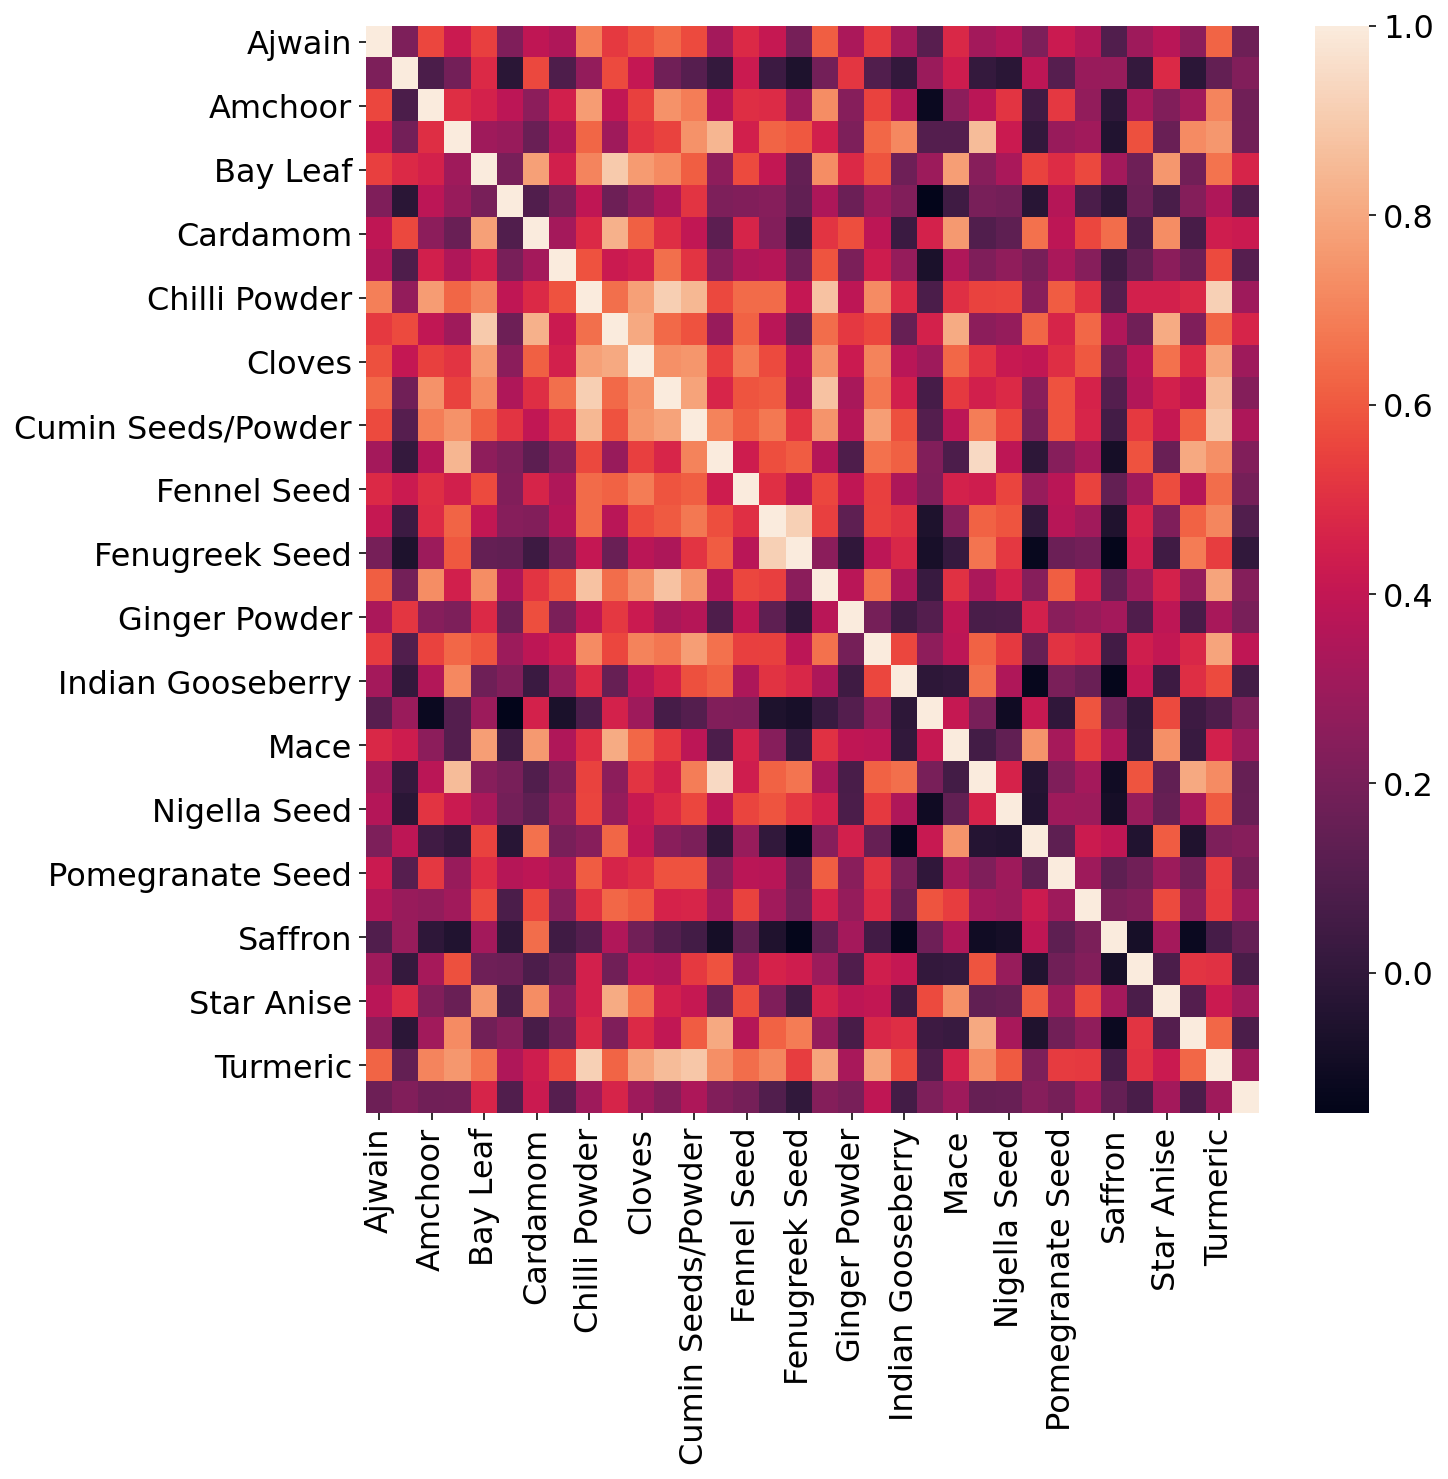 Ajwain
Amchoor
Bay Leaf
Cardamom
Chilli Powder
Cloves
Cumin Seeds/Powder
Fennel Seed
Fenugreek Seed
Ginger Powder
Indian Gooseberry
Mace
Nigella Seed
Pomegranate Seed
Saffron
Star Anise
Turmeric
1.0
0.8
0.6
0.4
0.2
0.0
Ajwain
Amchoor
Bay Leaf
Cardamom
Chilli Powder
Cloves
Cumin Seeds/Powder
Fennel Seed
Fenugreek Seed
Ginger Powder
Indian Gooseberry
Mace
Nigella Seed
Pomegranate Seed
Saffron
Star Anise
Turmeric